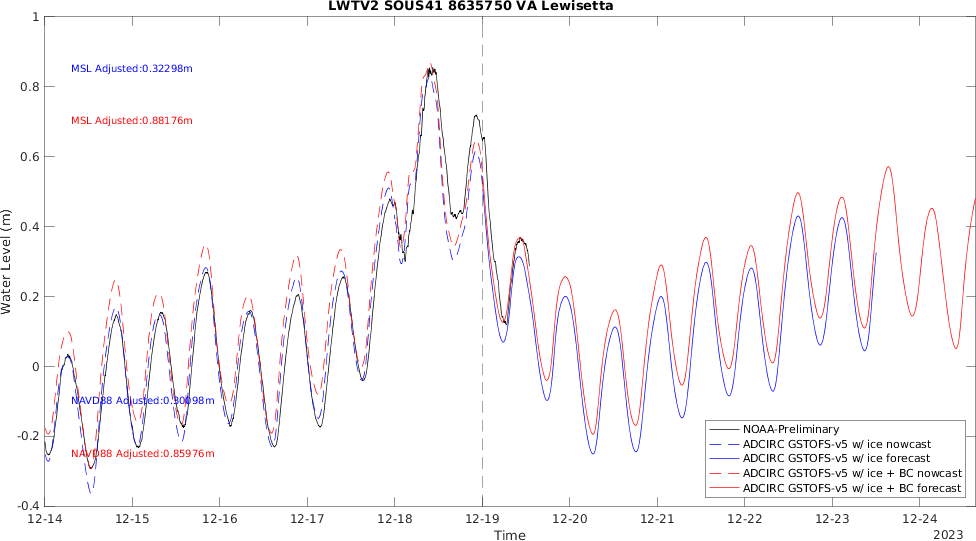 LWTV2 SOUS41 8635750 VA Lewisetta
1
0.8
0.6
0.4
0.2
0
-0.2
-0.4
Water Level (m)
MSL Adjusted:0.32298m
MSL Adjusted:0.88176m
NAVD88 Adjusted:0.30098m
NAVD88 Adjusted:0.85976m
NOAA-Preliminary
ADCIRC GSTOFS-v5 w/ ice nowcast
ADCIRC GSTOFS-v5 w/ ice forecast
ADCIRC GSTOFS-v5 w/ ice + BC nowcast
ADCIRC GSTOFS-v5 w/ ice + BC forecast
12-14 12-15 12-16 12-17 12-18 12-19 12-20 12-21 12-22 12-23 12-24
Time
2023